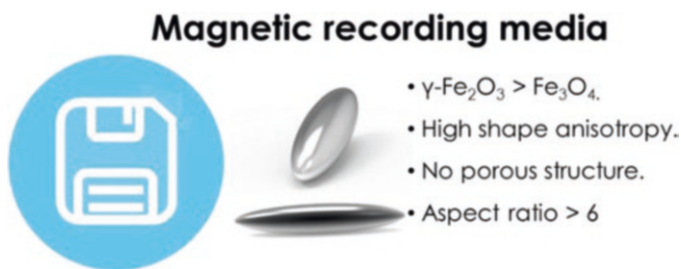 Magnetic recording media
• γ-Fe₂O₃ > Fe₃O₄.
• High shape anisotropy.
• No porous structure.
• Aspect ratio > 6